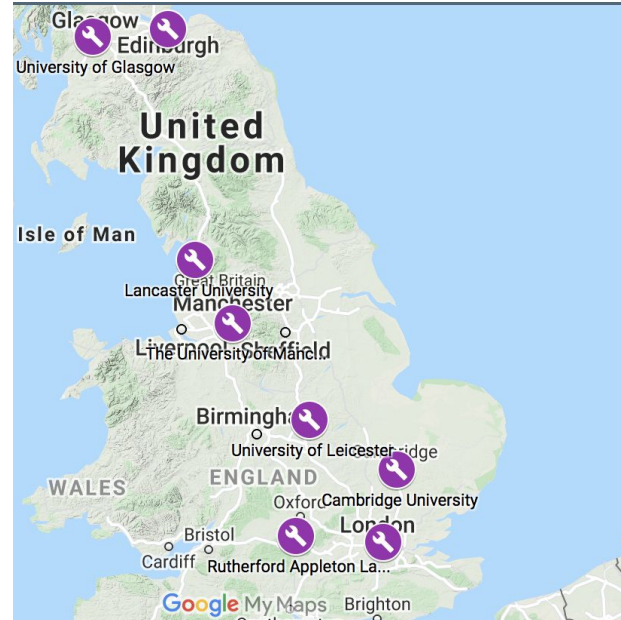 Glasgow
Edinburgh
University of Glasgow
United
Kingdom
Isle of Man
Great Britain
Lancaster University
Manchester
Liverpool
Sheffield
The University of Manc...
Birmingha
University of Leicester
bridge
WALES
ENGLAND
Oxford
Cambridge University
London
Bristol
Cardiff
Rutherford Appleton La...
Google My Maps
Brighton